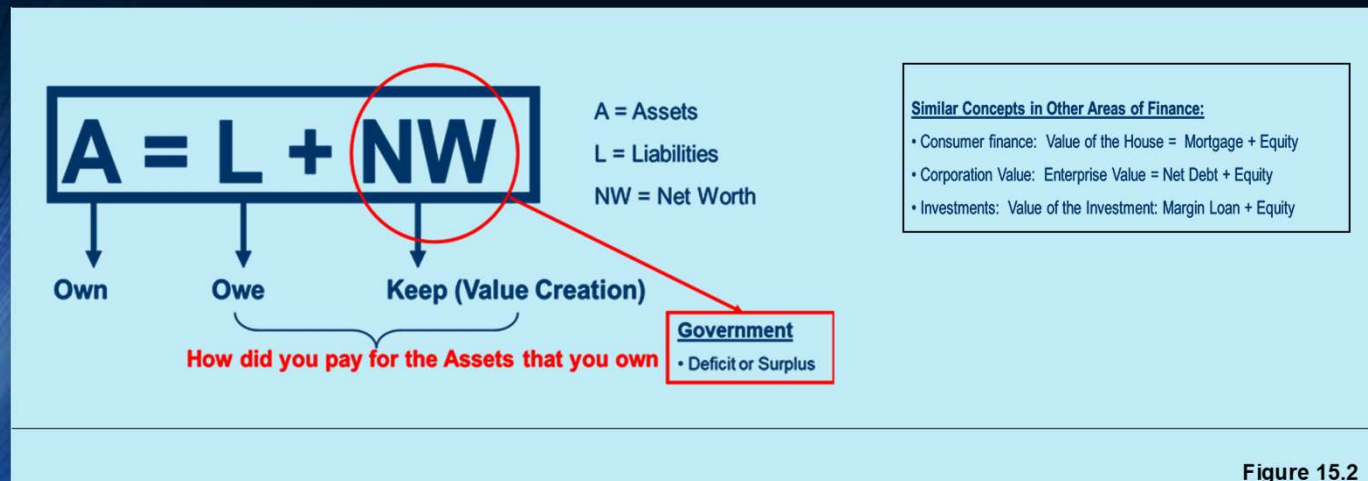 A = L + NW
A = Assets
L = Liabilities
NW = Net Worth
Own
Owe
Keep (Value Creation)
How did you pay for the Assets that you own
Government
• Deficit or Surplus
Similar Concepts in Other Areas of Finance:
• Consumer finance: Value of the House = Mortgage + Equity
• Corporation Value: Enterprise Value = Net Debt + Equity
• Investments: Value of the Investment: Margin Loan + Equity
Figure 15.2